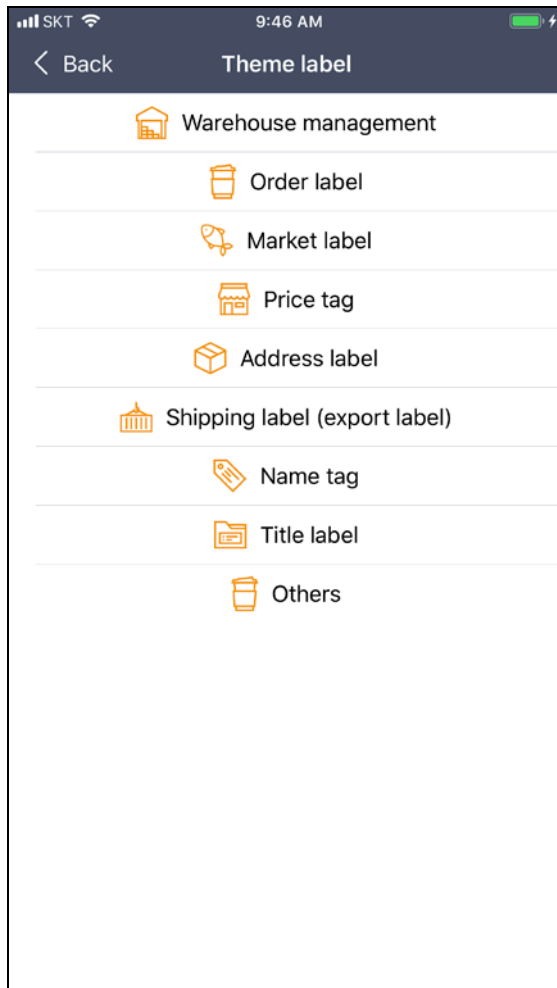 SKT 9:46 AM
Back Theme label
Warehouse management
Order label
Market label
Price tag
Address label
Shipping label (export label)
Name tag
Title label
Others